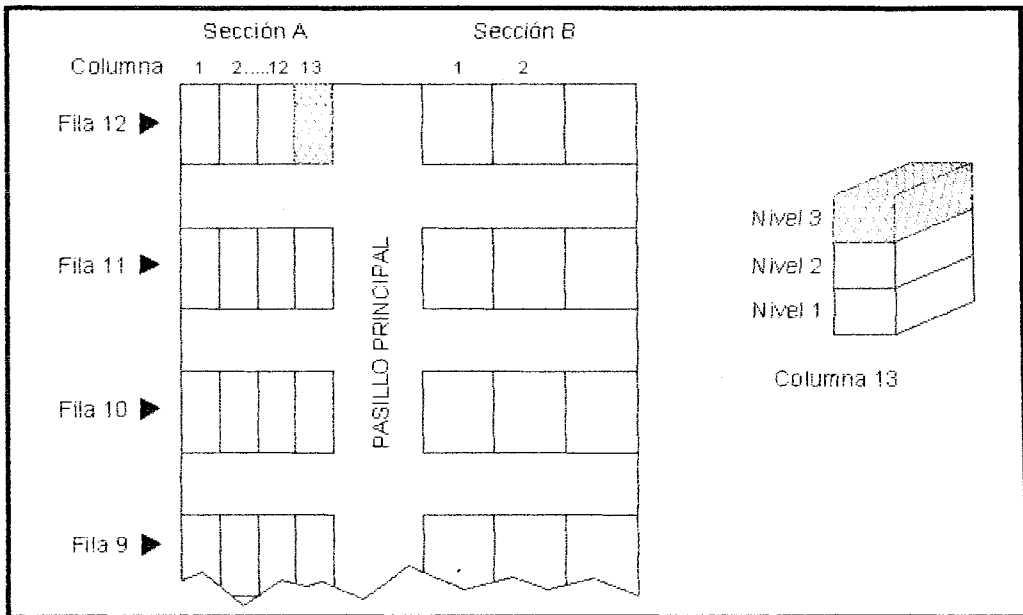 Sección A Sección B
Columna 1 2.....12 13 1 2
Fila 12
Fila 11
Fila 10
Fila 9
PASILLO PRINCIPAL
Nivel 3
Nivel 2
Nivel 1
Columna 13